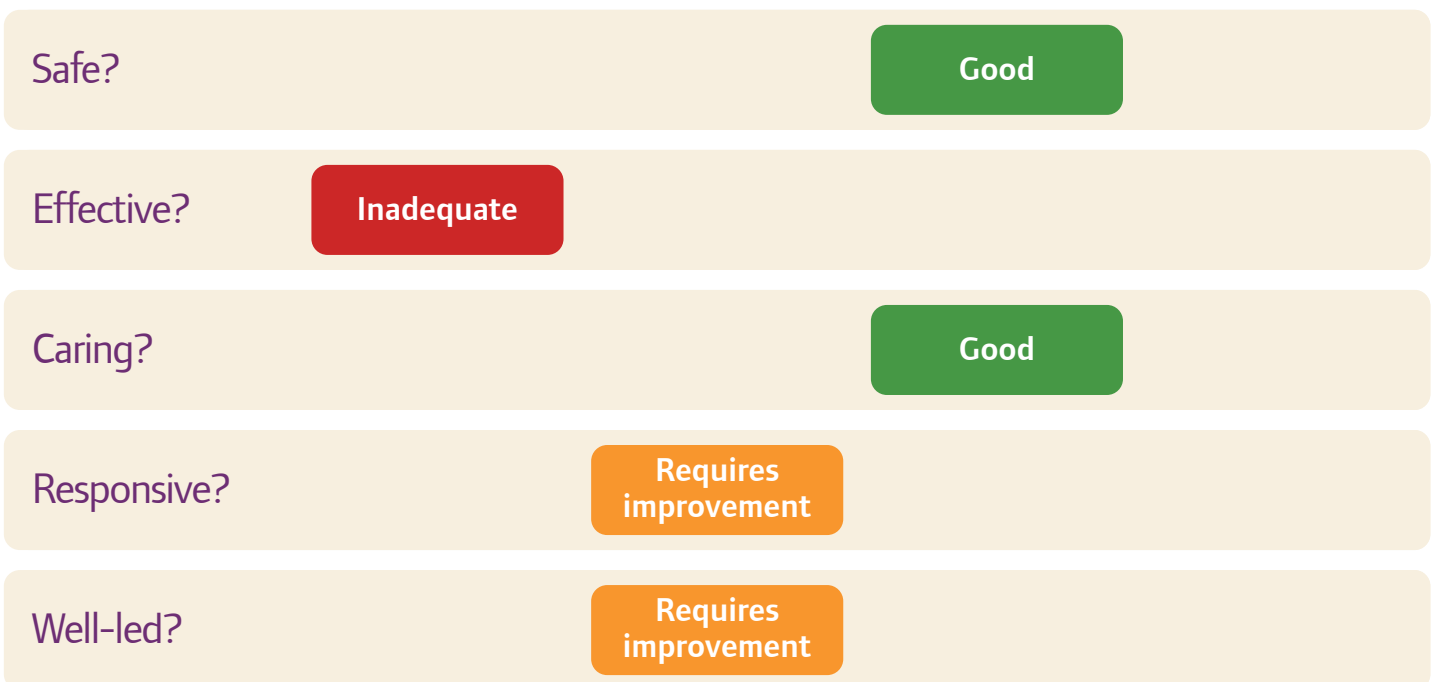 Safe?
Good
Effective?
Inadequate
Caring?
Good
Responsive?
Requires
improvement
Well-led?
Requires
improvement